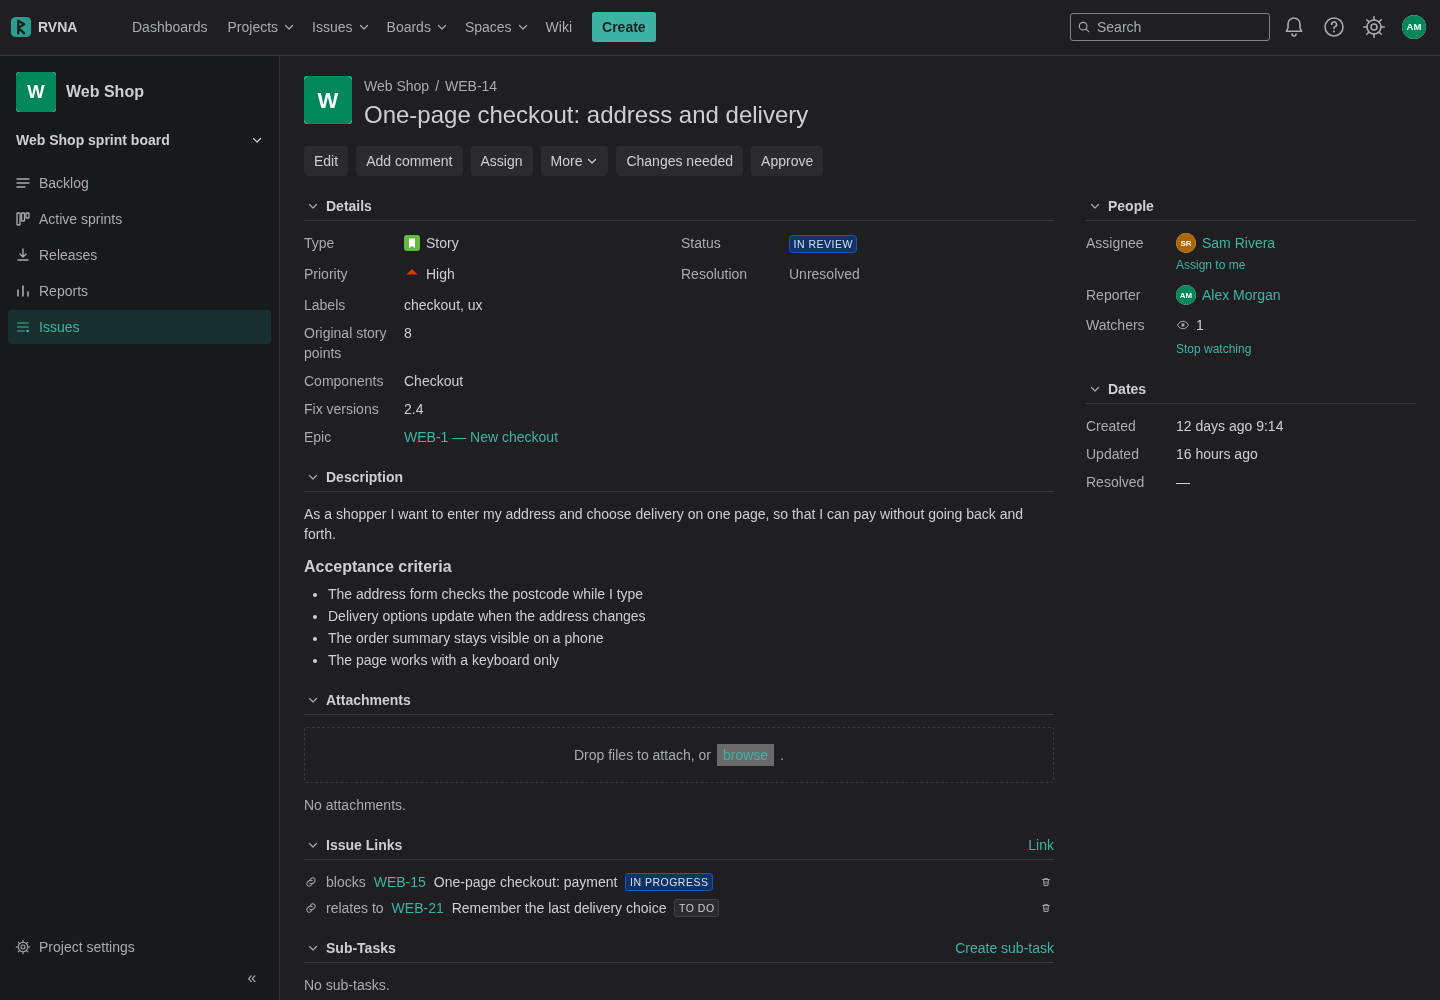 RVNA
Dashboards Projects Issues Boards Spaces Wiki Create Search AM
W Web Shop
Web Shop sprint board
Backlog
Active sprints
Releases
Reports
Issues
Project settings
«
W
Web Shop / WEB-14
One-page checkout: address and delivery
Edit Add comment Assign More Changes needed Approve
Details
Type Story
Status IN REVIEW
Priority High
Resolution Unresolved
Labels checkout, ux
Original story
points 8
Components Checkout
Fix versions 2.4
Epic WEB-1 — New checkout
Description
As a shopper I want to enter my address and choose delivery on one page, so that I can pay without going back and
forth.
Acceptance criteria
• The address form checks the postcode while I type
• Delivery options update when the address changes
• The order summary stays visible on a phone
• The page works with a keyboard only
Attachments
Drop files to attach, or browse .
No attachments.
Issue Links Link
blocks WEB-15 One-page checkout: payment IN PROGRESS
relates to WEB-21 Remember the last delivery choice TO DO
Sub-Tasks Create sub-task
No sub-tasks.
People
Assignee SR Sam Rivera
Assign to me
Reporter AM Alex Morgan
Watchers 1
Stop watching
Dates
Created 12 days ago 9:14
Updated 16 hours ago
Resolved —